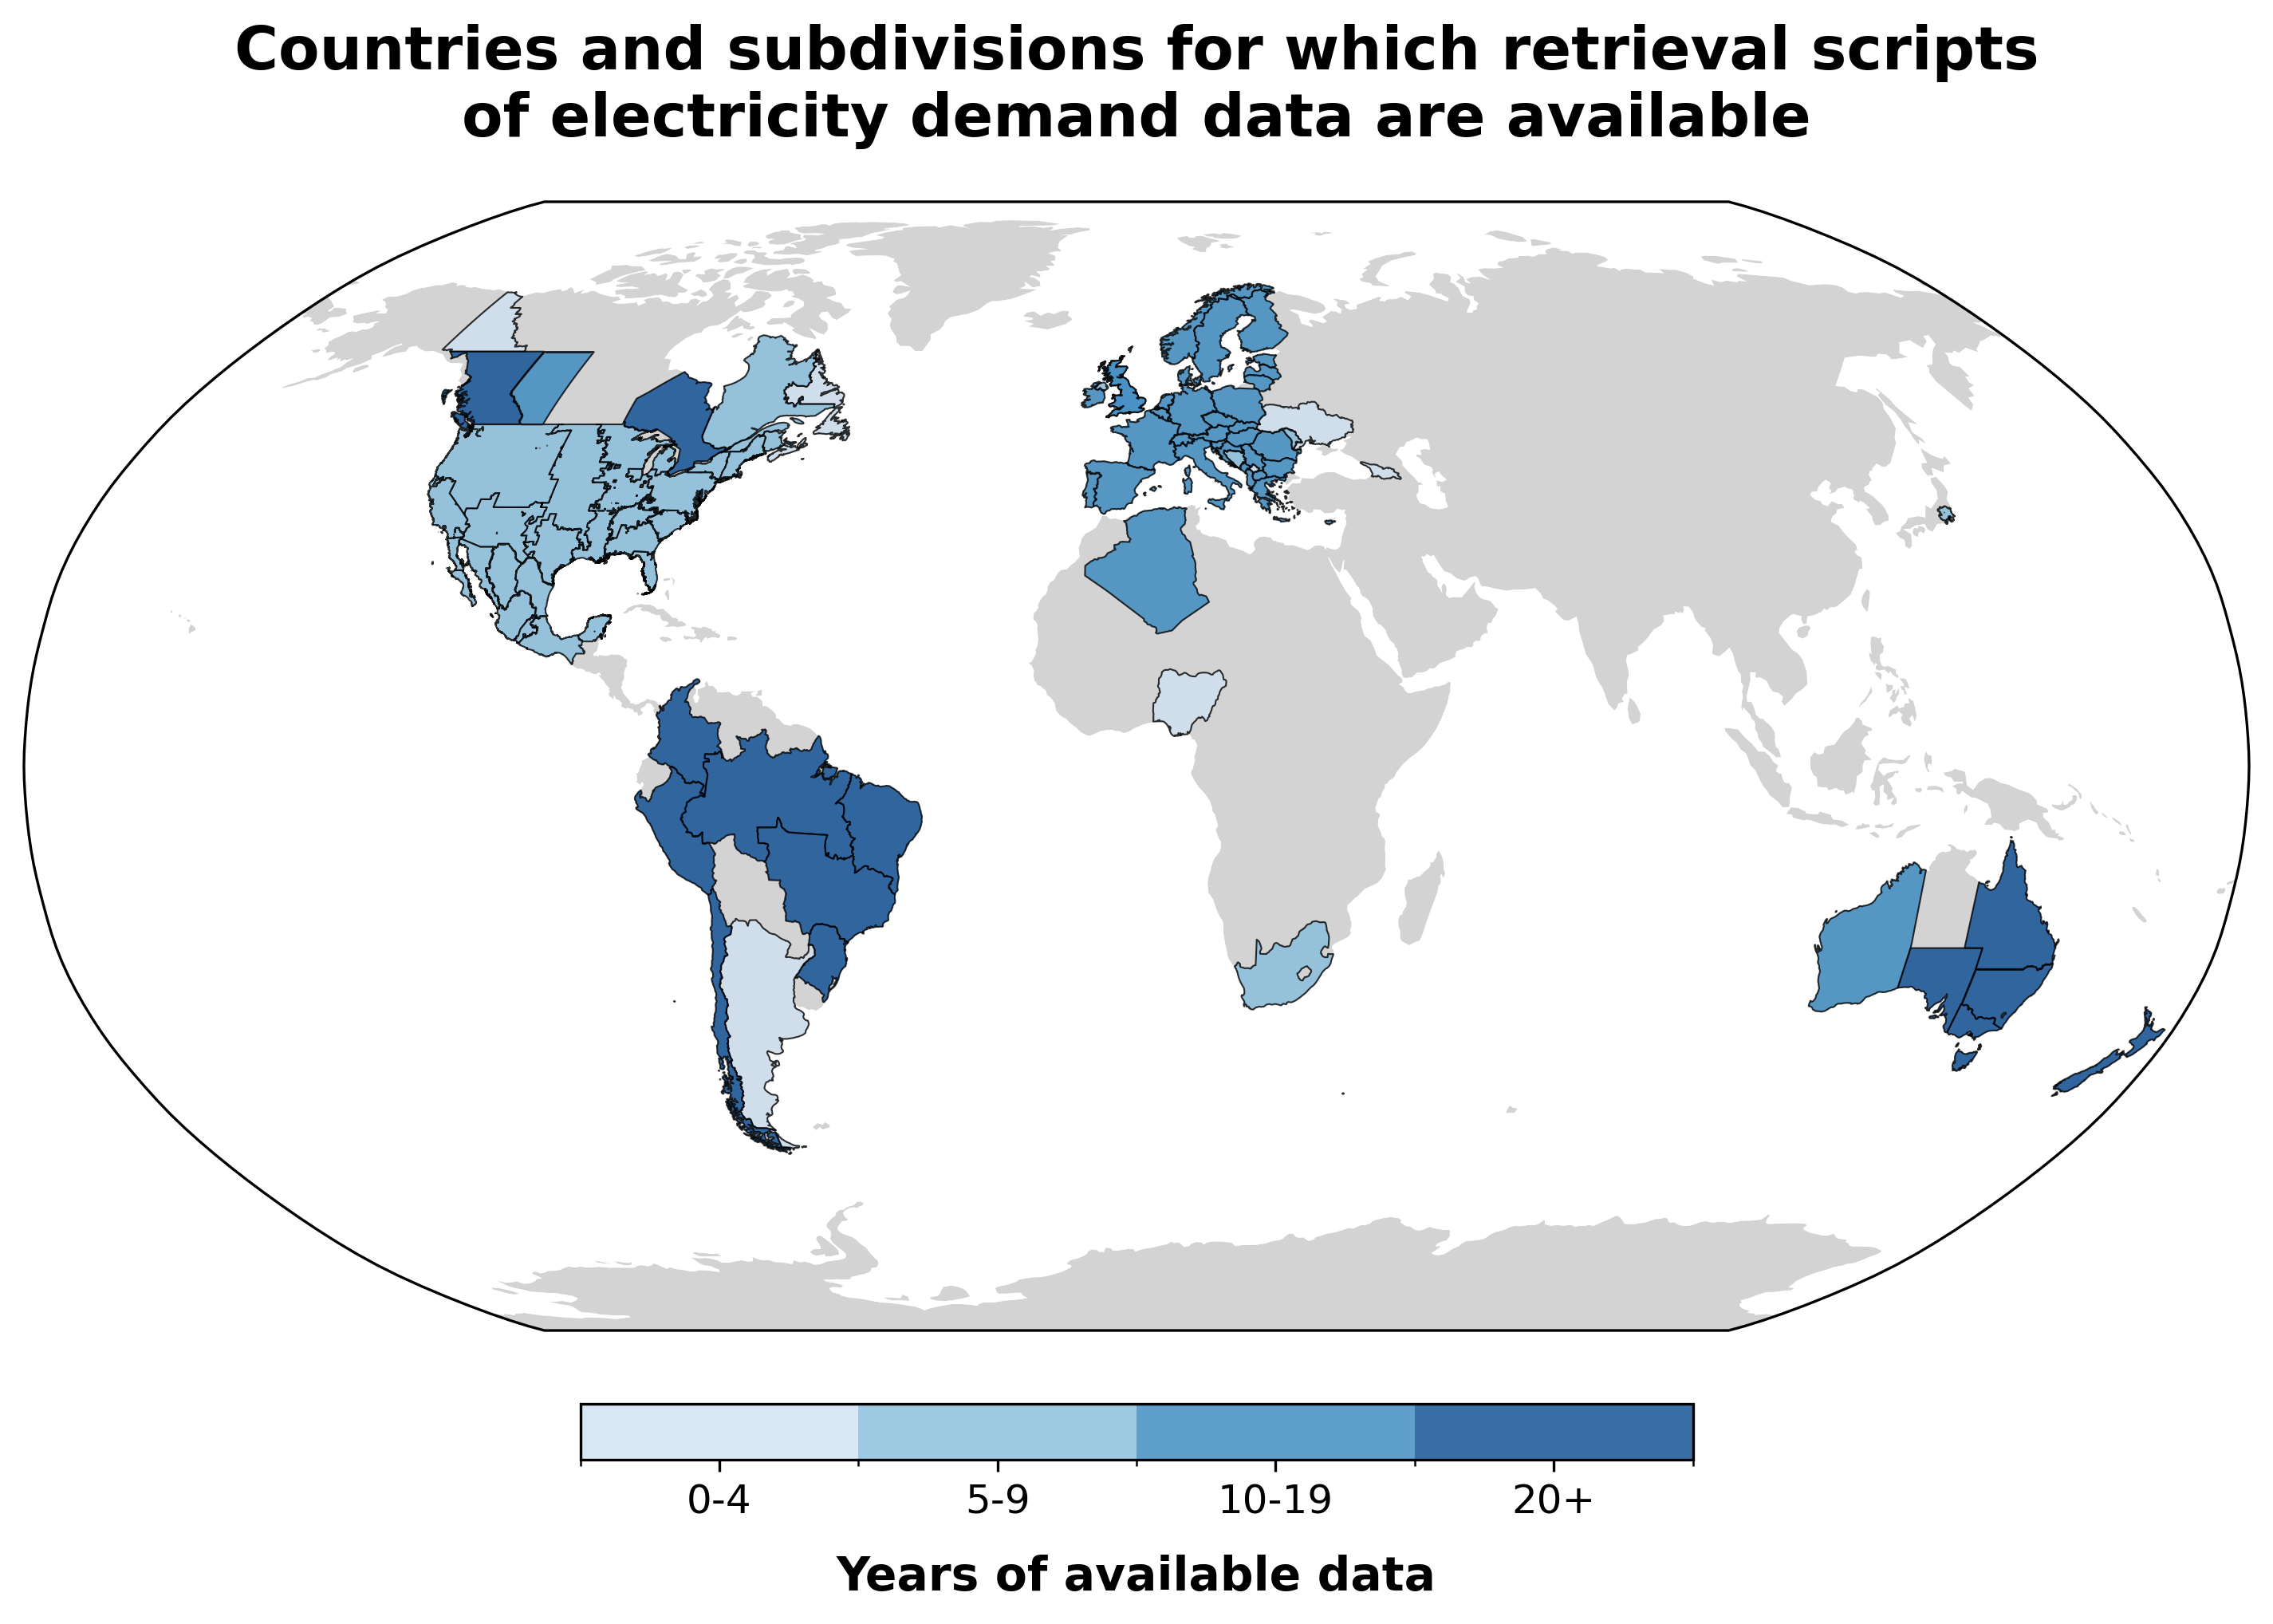 Countries and subdivisions for which retrieval scripts
of electricity demand data are available
0-4 5-9 10-19 20+
Years of available data